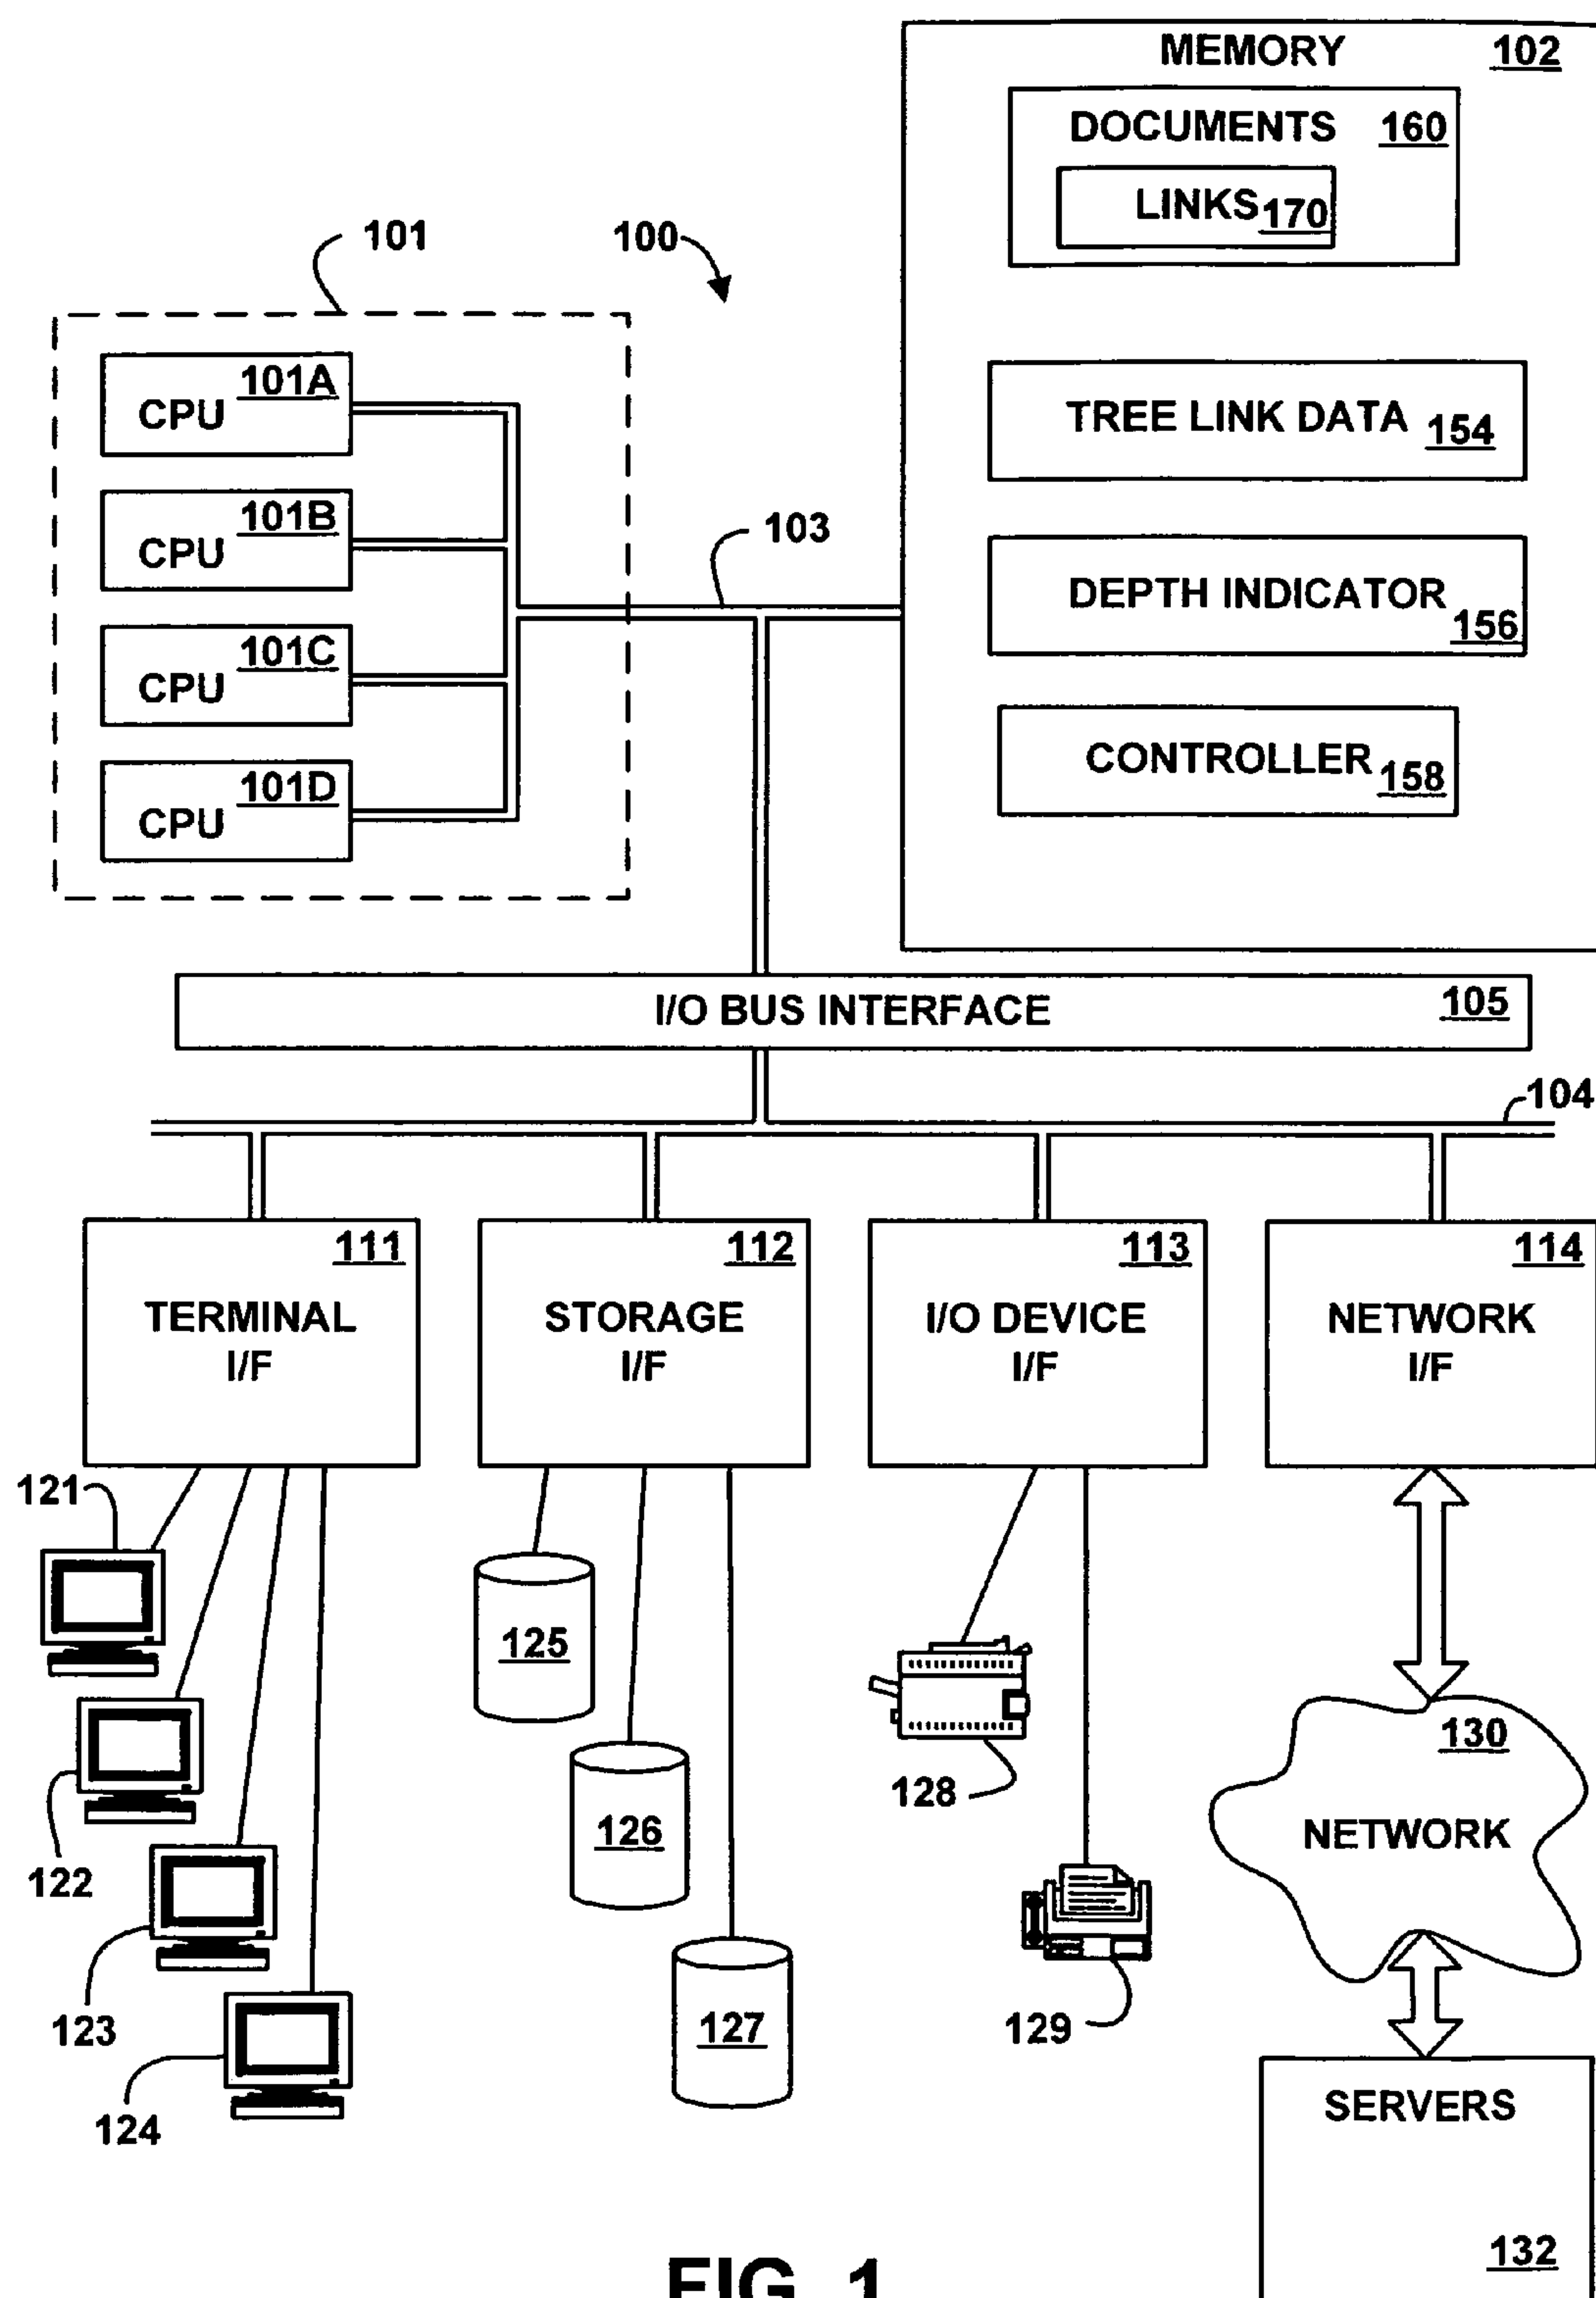 MEMORY 102
DOCUMENTS 160
LINKS 170
101
100
CPU 101A
TREE LINK DATA 154
CPU 101B
103
DEPTH INDICATOR 156
CPU 101C
CONTROLLER 158
CPU 101D
I/O BUS INTERFACE 105
104
111
TERMINAL
I/F
112
STORAGE
I/F
113
I/O DEVICE
I/F
114
NETWORK
I/F
121
122
123
124
125
126
127
128
129
130
NETWORK
SERVERS
132
FIG. 1